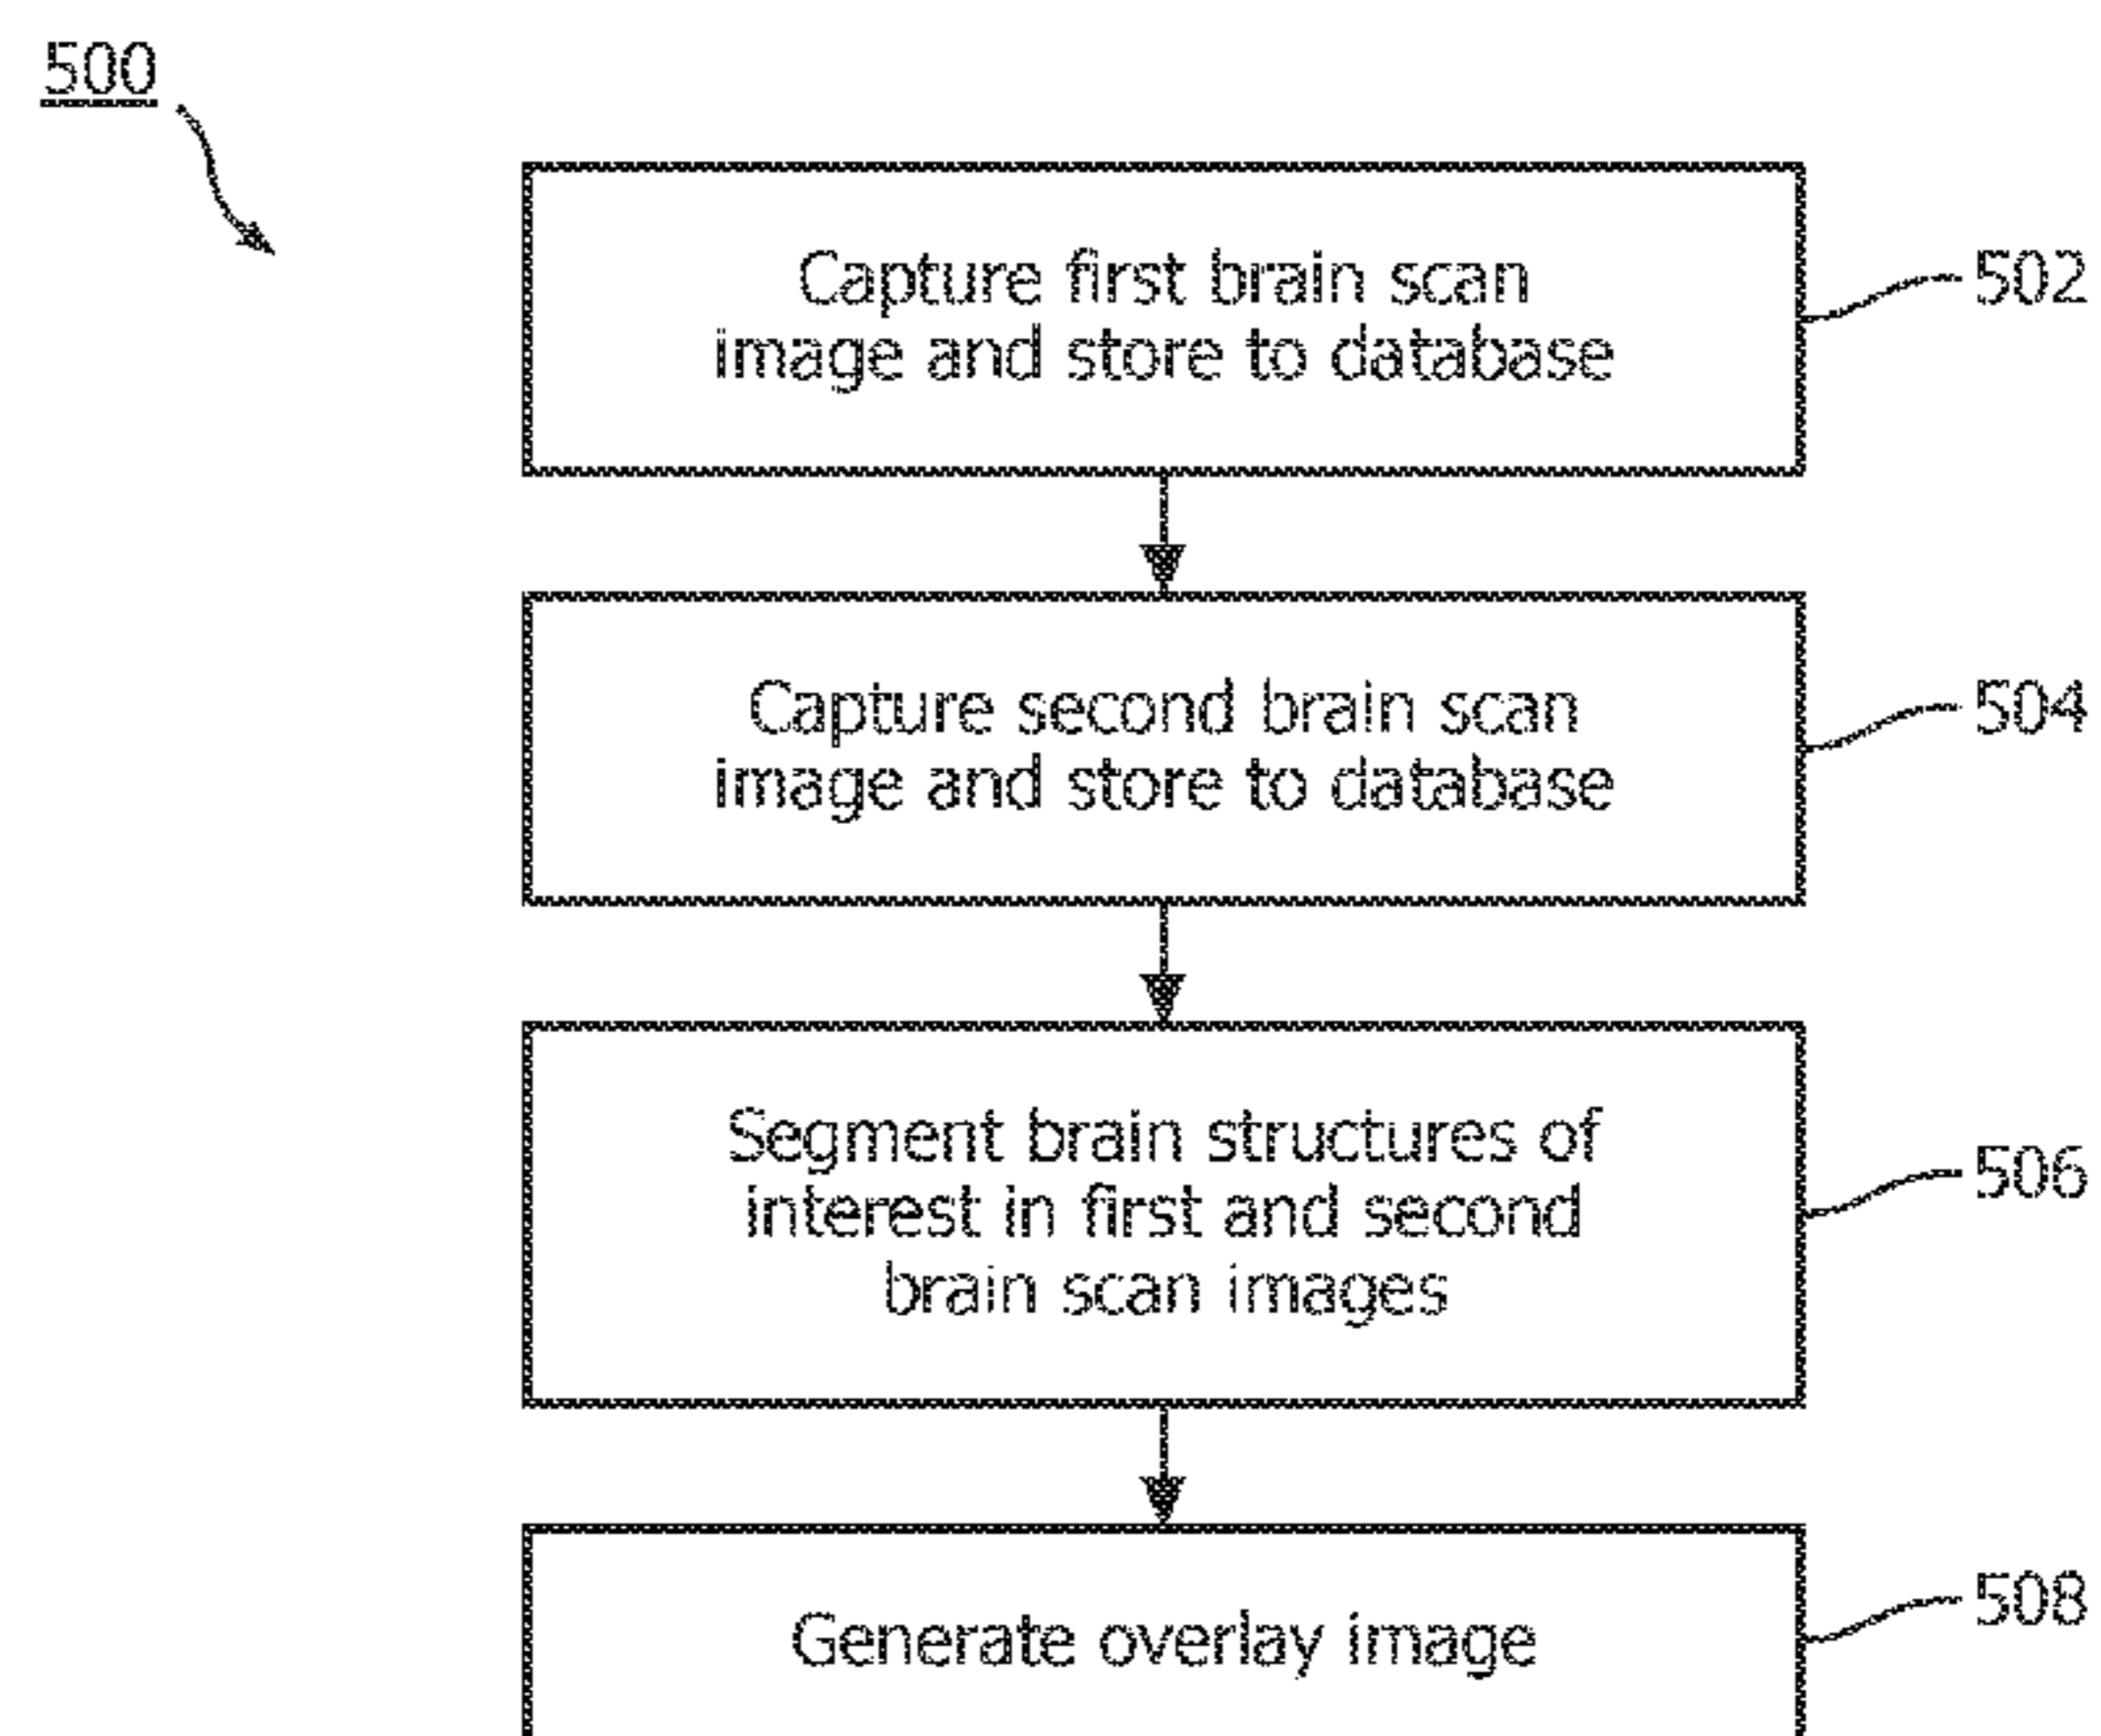 500
Capture first brain scan
image and store to database
502
Capture second brain scan
image and store to database
504
Segment brain structures of
interest in first and second
brain scan images
506
Generate overlay image
508